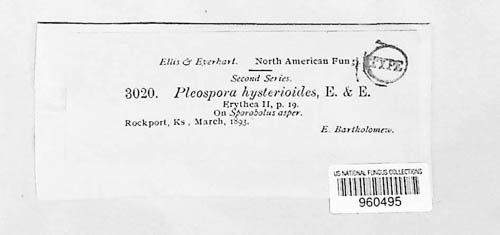 Ellis & Everhart. North American Fungi
TYPE
Second Series.
3020. Pleospora hysterioides, E. & E.
Erythea II, p. 19.
On Sporobolus asper.
Rockport, Ks., March, 1893.
E. Bartholomew.
US NATIONAL FUNGUS COLLECTIONS
960495